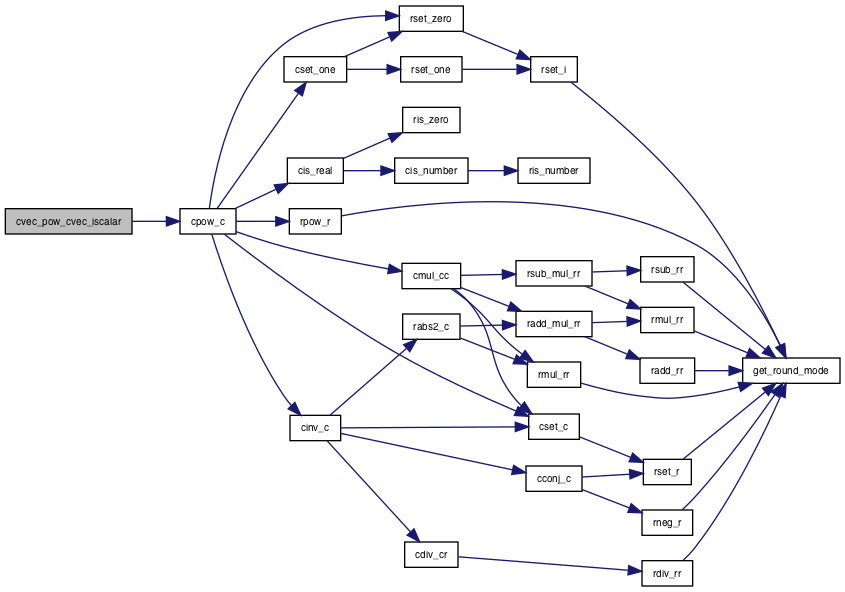 rset_zero
cset_one
rset_one
rset_i
ris_zero
cis_real
cis_number
ris_number
cvec_pow_cvec_iscalar
cpow_c
rpow_r
cmul_cc
rsub_mul_rr
rsub_rr
rabs2_c
radd_mul_rr
rmul_rr
rmul_rr
radd_rr
get_round_mode
cinv_c
cset_c
cconj_c
rset_r
rneg_r
cdiv_cr
rdiv_rr